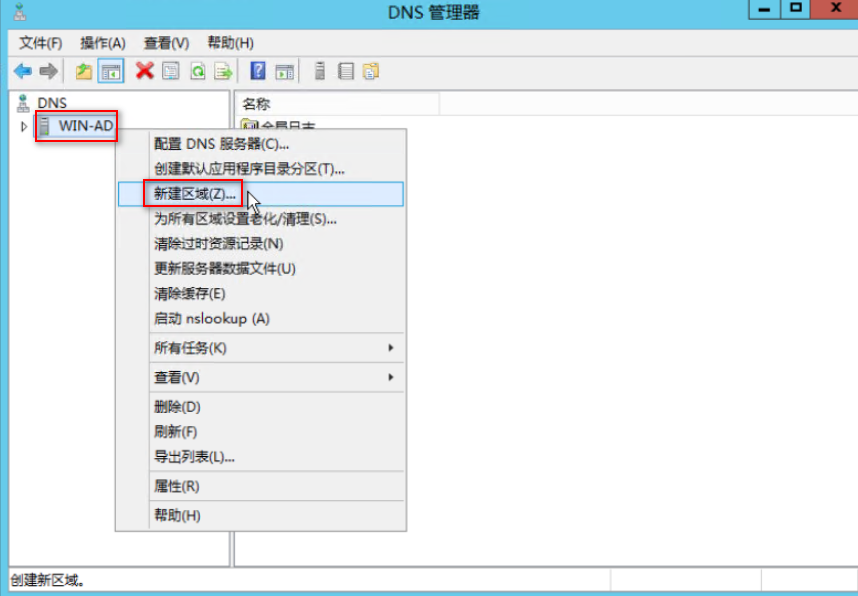 DNS 管理器
文件(F) 操作(A) 查看(V) 帮助(H)
DNS
名称
WIN-AD
全局日志
配置 DNS 服务器(C)...
创建默认应用程序目录分区(T)...
新建区域(Z)...
为所有区域设置老化/清理(S)...
清除过时资源记录(N)
更新服务器数据文件(U)
清除缓存(E)
启动 nslookup (A)
所有任务(K)
查看(V)
删除(D)
刷新(F)
导出列表(L)...
属性(R)
帮助(H)
创建新区域。